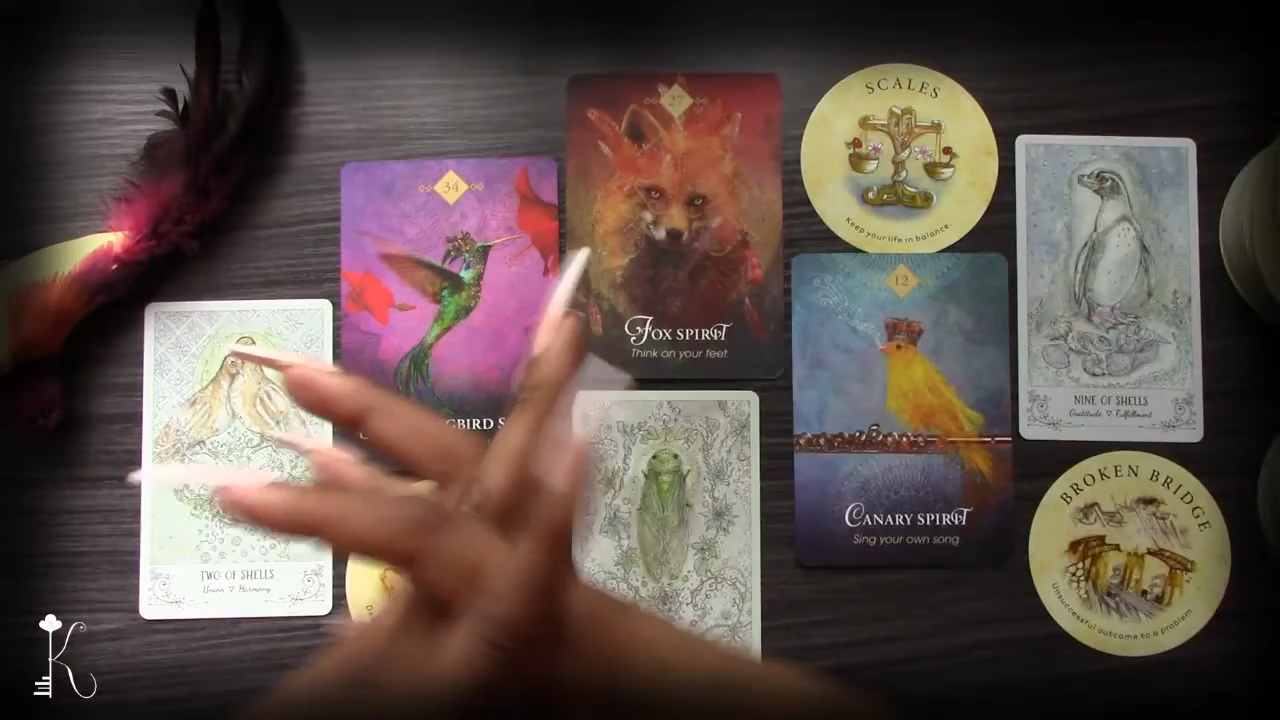 34
27
FOX SPIRIT
Think on your feet
SCALES
Keep your life in balance
12
CANARY SPIRIT
Sing your own song
NINE OF SHELLS
Gratitude ▽ Fulfillment
BROKEN BRIDGE
Unsuccessful outcome to a problem
TWO OF SHELLS
Union ▽ Harmony
K